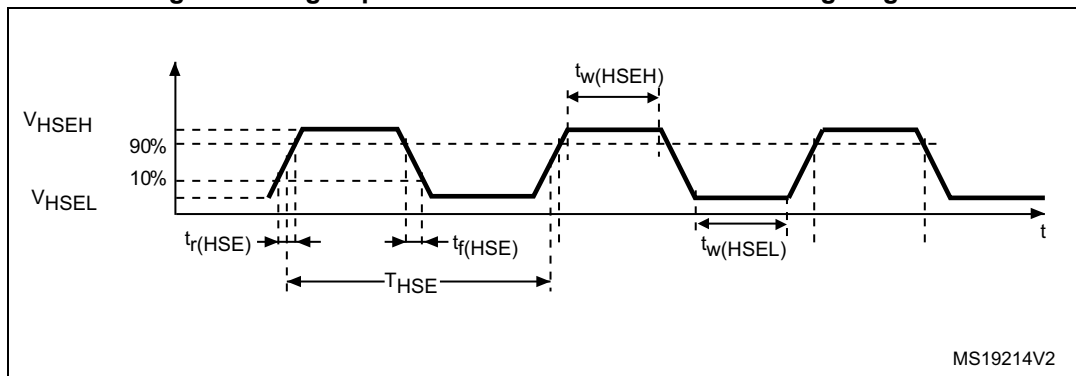 t_w(HSEH)
V_HSEH
90%
10%
V_HSEL
t_r(HSE)
t_f(HSE)
t_w(HSEL)
t
T_HSE
MS19214V2